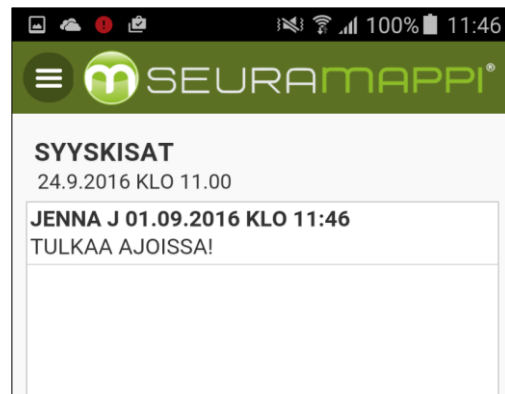 100% 11:46
m SEURAMAPPI®
SYYSKISAT
24.9.2016 KLO 11.00
JENNA J 01.09.2016 KLO 11:46
TULKAA AJOISSA!